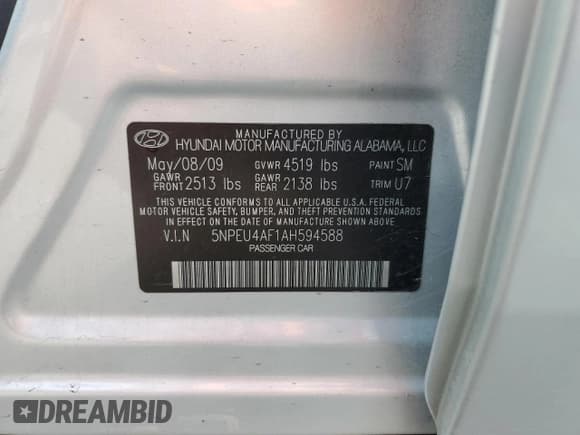 MANUFACTURED BY
HYUNDAI MOTOR MANUFACTURING ALABAMA, LLC
May/08/09 GVWR 4519 lbs PAINT SM
GAWR FRONT 2513 lbs GAWR REAR 2138 lbs TRIM U7
THIS VEHICLE CONFORMS TO ALL APPLICABLE U.S.A. FEDERAL
MOTOR VEHICLE SAFETY, BUMPER, AND THEFT PREVENTION
STANDARDS IN EFFECT ON THE DATE OF MANUFACTURE SHOWN ABOVE.
V.I.N 5NPEU4AF1AH594588
PASSENGER CAR
DREAMBID